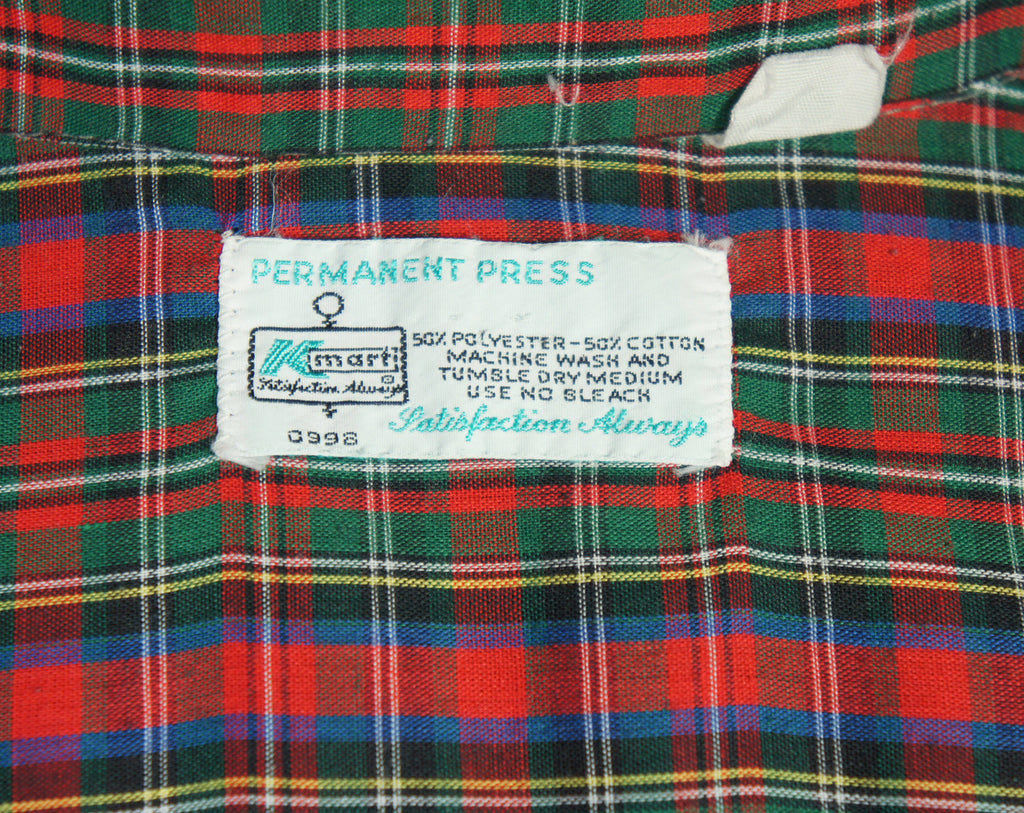 PERMANENT PRESS
Kmart®
Satisfaction Always
C998
50% POLYESTER-50% COTTON
MACHINE WASH AND
TUMBLE DRY MEDIUM
USE NO BLEACH
Satisfaction Always